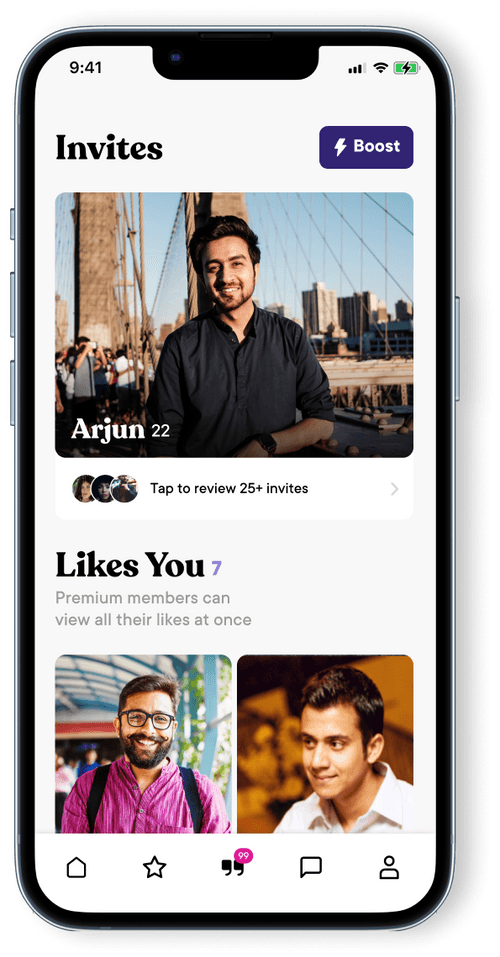 9:41
Invites
Boost
Arjun 22
Tap to review 25+ invites
Likes You 7
Premium members can
view all their likes at once
99